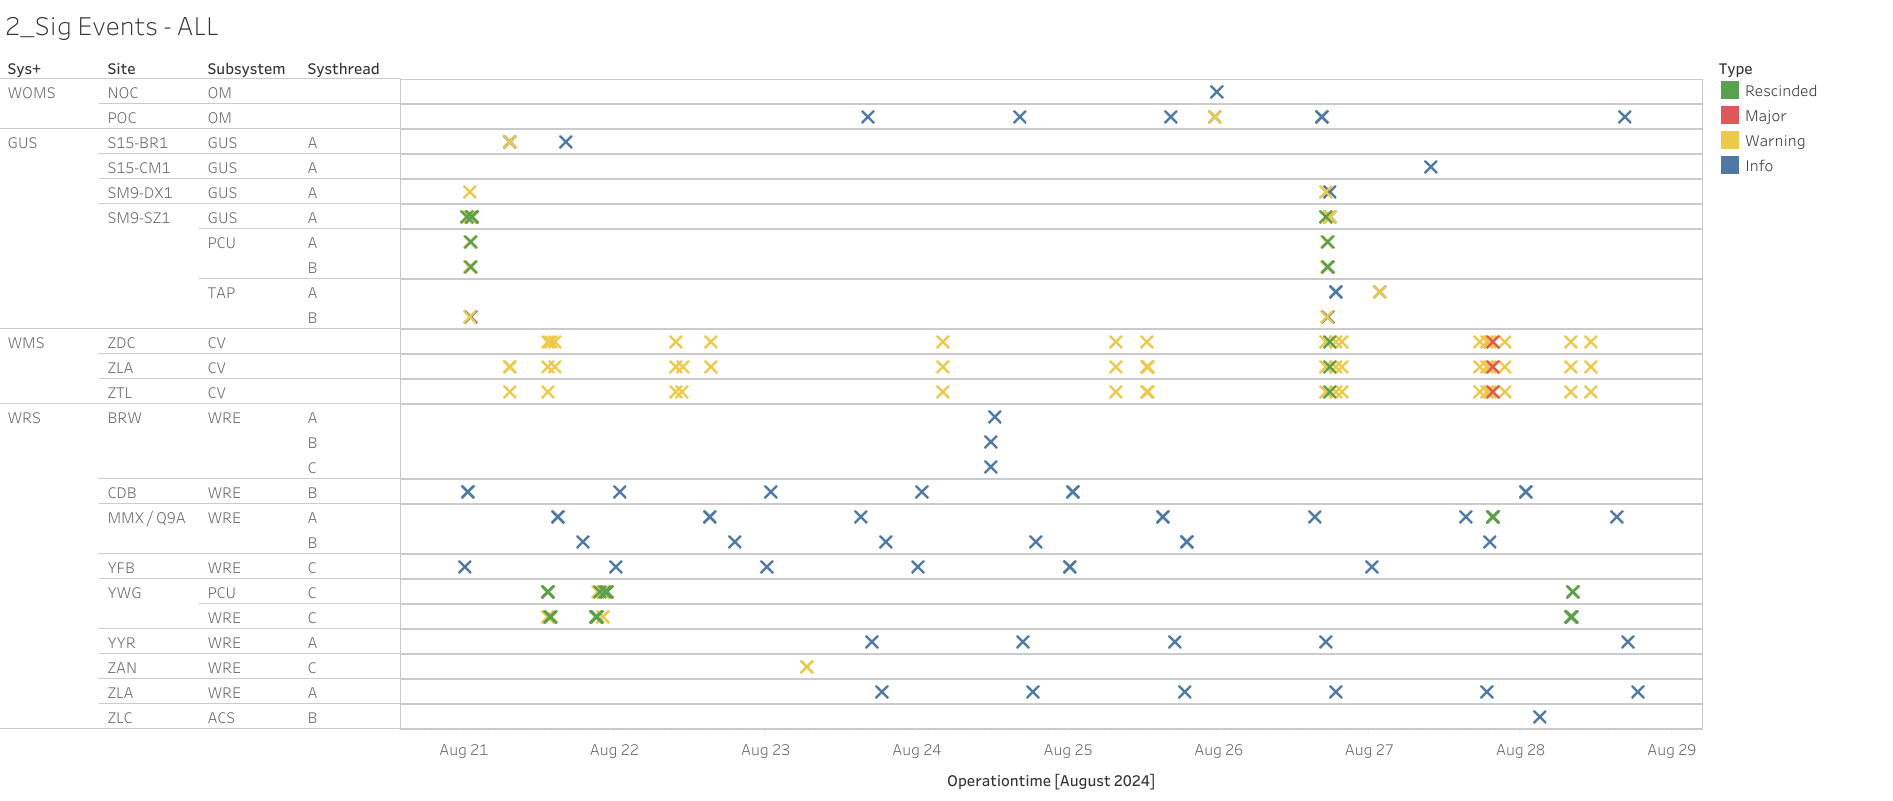 2_Sig Events - ALL
Sys+ Site Subsystem Systhread Type
WOMS NOC OM Rescinded
POC OM Major
GUS S15-BR1 GUS A Warning
S15-CM1 GUS A Info
SM9-DX1 GUS A
SM9-SZ1 GUS A
PCU A
B
TAP A
B
WMS ZDC CV
ZLA CV
ZTL CV
WRS BRW WRE A
B
C
CDB WRE B
MMX / Q9A WRE A
B
YFB WRE C
YWG PCU C
WRE C
YYR WRE A
ZAN WRE C
ZLA WRE A
ZLC ACS B
Aug 21 Aug 22 Aug 23 Aug 24 Aug 25 Aug 26 Aug 27 Aug 28 Aug 29
Operationtime [August 2024]